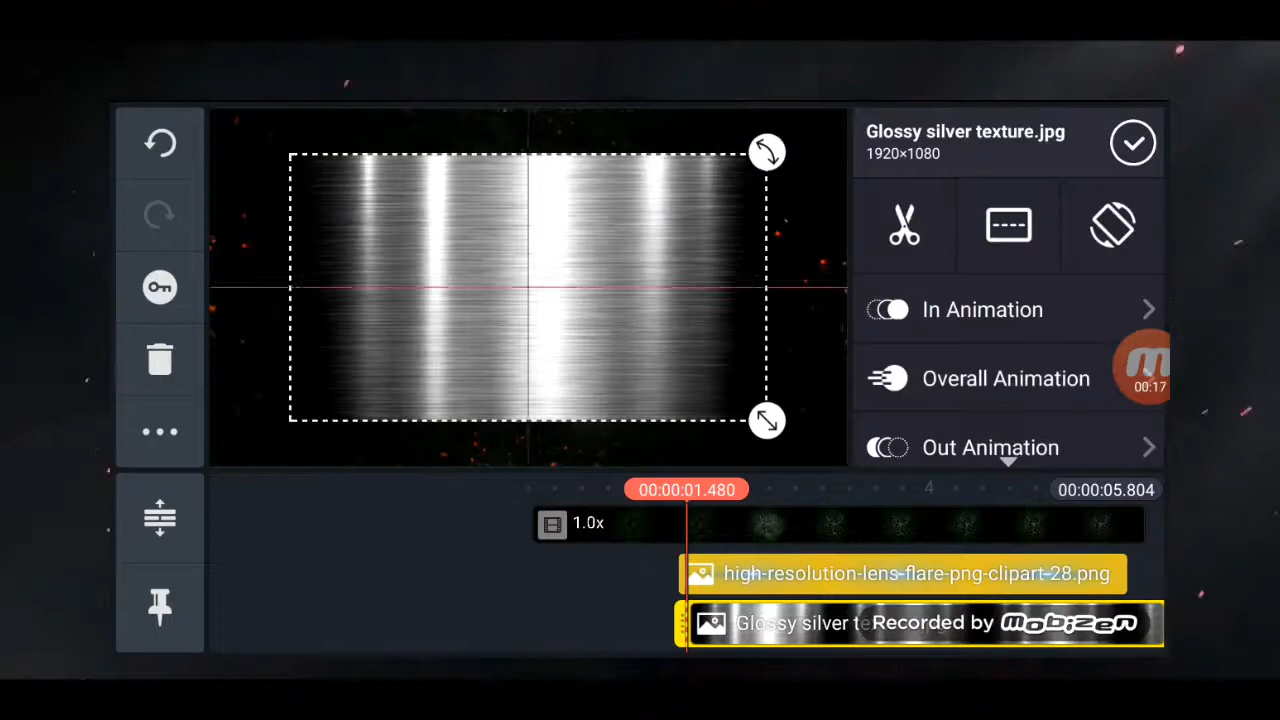 Glossy silver texture.jpg
1920×1080
In Animation
Overall Animation
00:17
Out Animation
00:00:01.480
4
00:00:05.804
1.0x
high-resolution-lens-flare-png-clipart-28.png
Glossy silver te
Recorded by mobizen